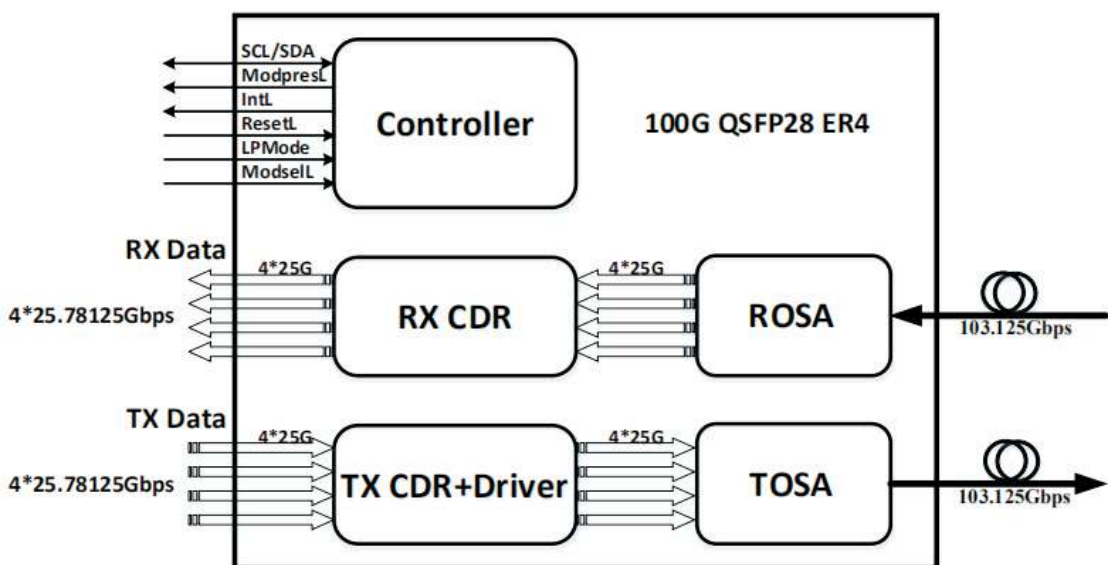 SCL/SDA
ModpresL
IntL
ResetL
LPMode
ModselL
Controller
100G QSFP28 ER4
RX Data
4*25G
4*25G
4*25.78125Gbps
RX CDR
ROSA
103.125Gbps
TX Data
4*25G
4*25G
4*25.78125Gbps
TX CDR+Driver
TOSA
103.125Gbps